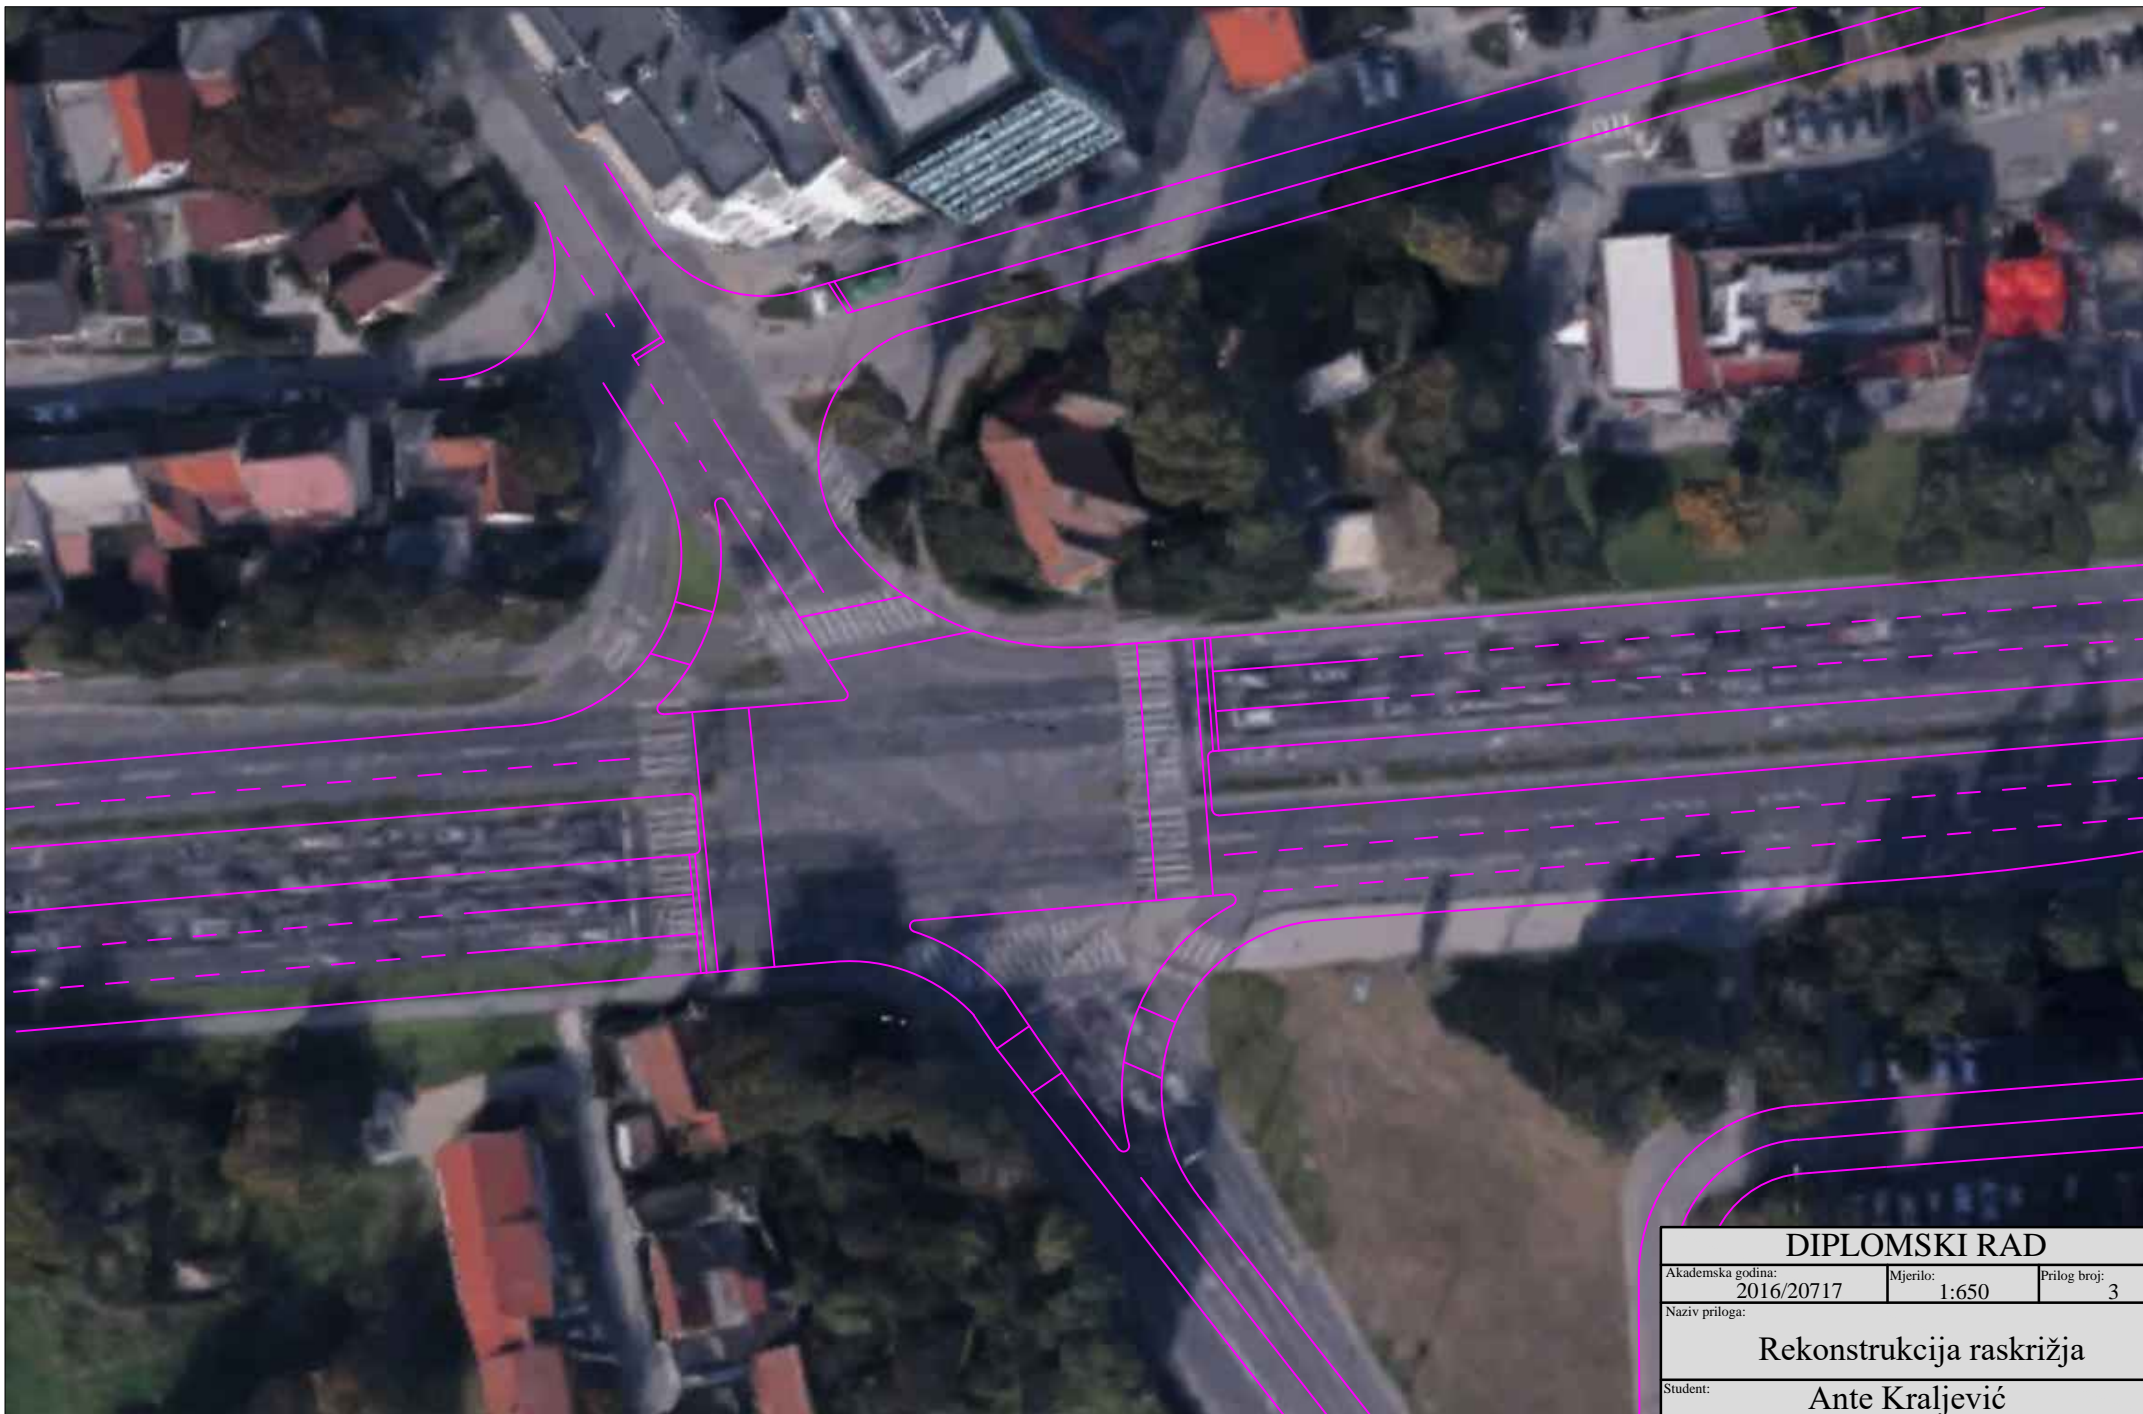 DIPLOMSKI RAD
Akademska godina:
2016/20717
Mjerilo:
1:650
Prilog broj:
3
Naziv priloga:
Rekonstrukcija raskrižja
Student:
Ante Kraljević